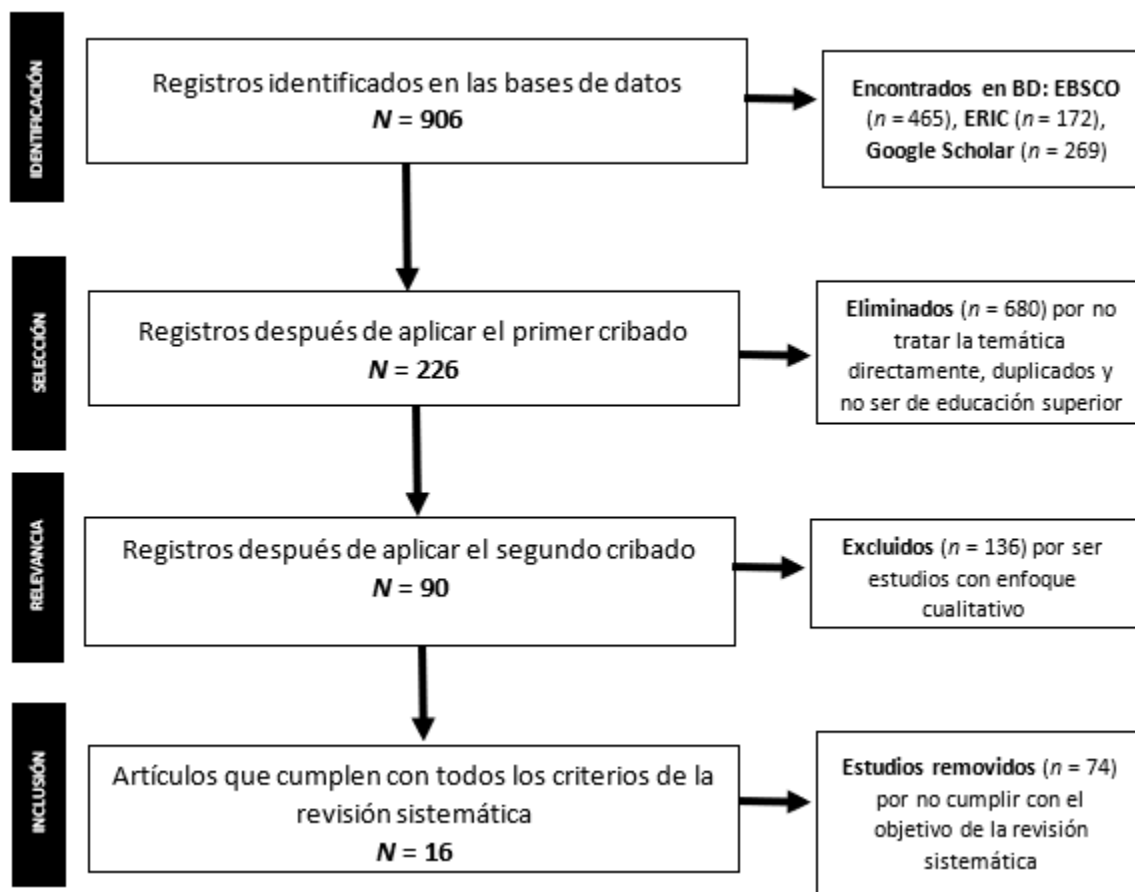 IDENTIFICACIÓN
Registros identificados en las bases de datos
N = 906
Encontrados en BD: EBSCO
(n = 465), ERIC (n = 172),
Google Scholar (n = 269)
SELECCIÓN
Registros después de aplicar el primer cribado
N = 226
Eliminados (n = 680) por no
tratar la temática
directamente, duplicados y
no ser de educación superior
RELEVANCIA
Registros después de aplicar el segundo cribado
N = 90
Excluidos (n = 136) por ser
estudios con enfoque
cualitativo
INCLUSIÓN
Artículos que cumplen con todos los criterios de la
revisión sistemática
N = 16
Estudios removidos (n = 74)
por no cumplir con el
objetivo de la revisión
sistemática